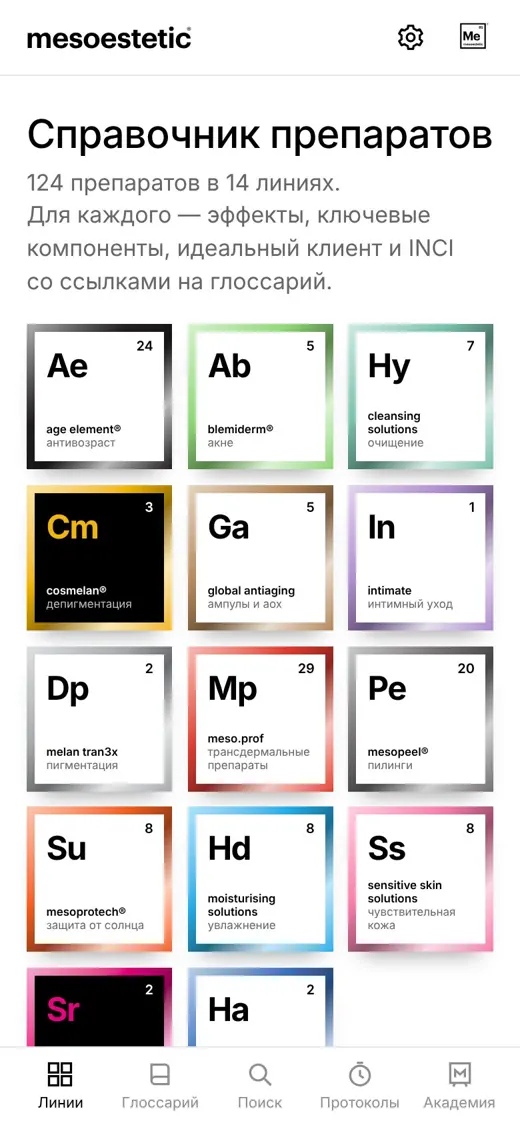 mesoestetic®
Me
Справочник препаратов
124 препаратов в 14 линиях.
Для каждого — эффекты, ключевые
компоненты, идеальный клиент и INCI
со ссылками на глоссарий.
24
Ae
age element®
антивозраст
5
Ab
blemiderm®
акне
7
Hy
cleansing
solutions
очищение
3
Cm
cosmelan®
депигментация
5
Ga
global antiaging
ампулы и аох
1
In
intimate
интимный уход
2
Dp
melan tran3x
пигментация
29
Mp
meso.prof
трансдермальные
препараты
20
Pe
mesopeel®
пилинги
8
Su
mesoprotech®
защита от солнца
8
Hd
moisturising
solutions
увлажнение
8
Ss
sensitive skin
solutions
чувствительная
кожа
2
Sr
2
Ha
Линии
Глоссарий
Поиск
Протоколы
Академия